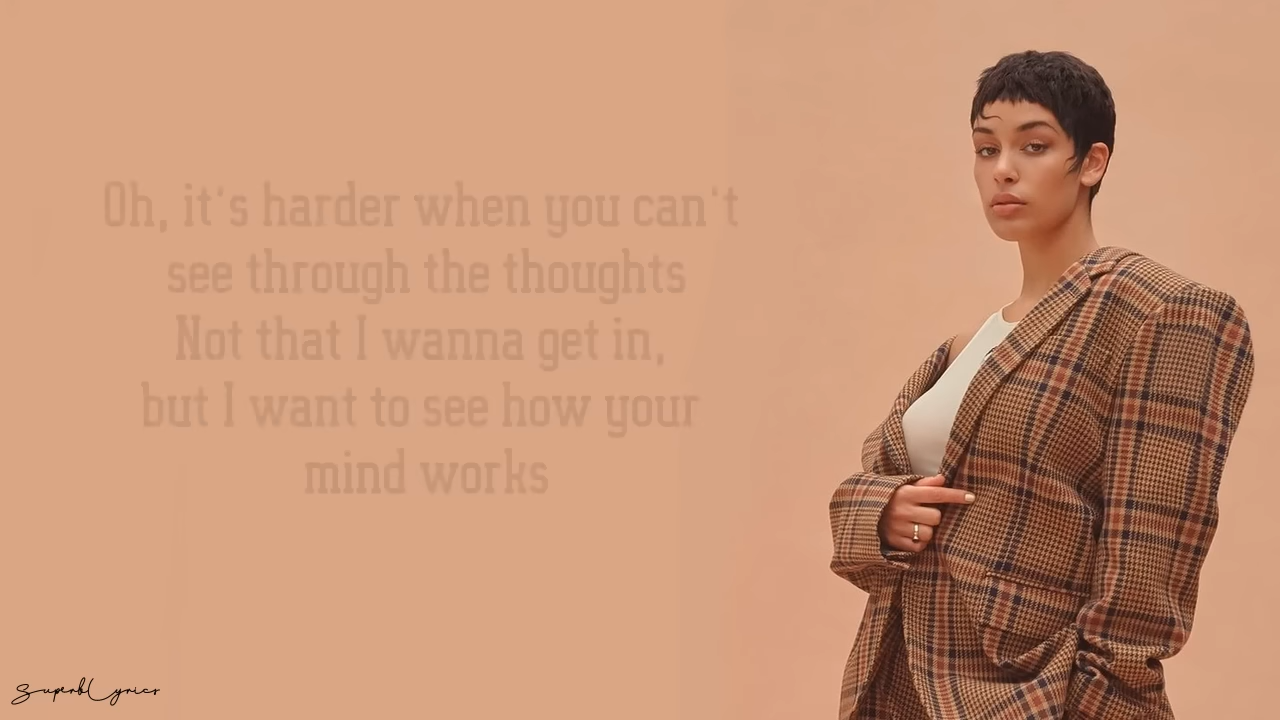 Oh, it's harder when you can't
see through the thoughts
Not that I wanna get in,
but I want to see how your
mind works
SuperbLyrics